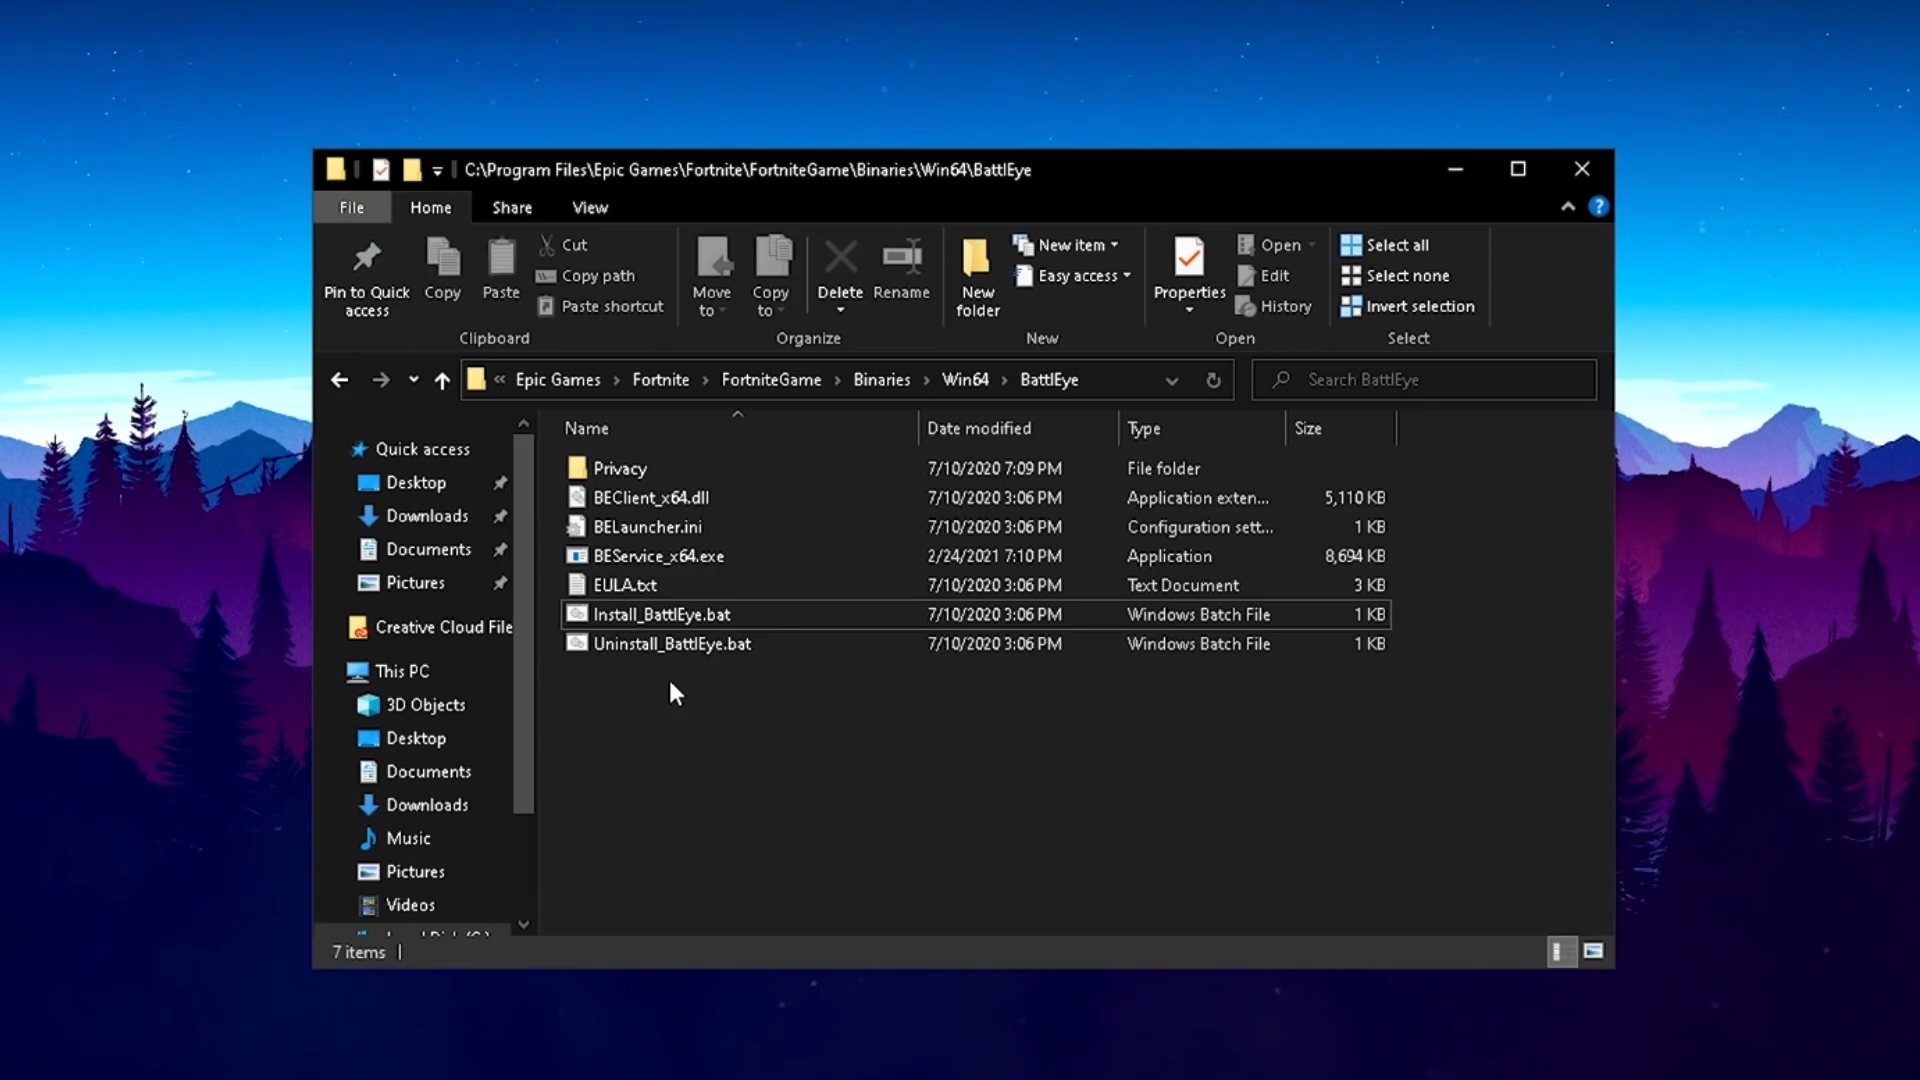 C:\Program Files\Epic Games\Fortnite\FortniteGame\Binaries\Win64\BattlEye
File Home Share View
Pin to Quick access
Copy
Paste
Cut
Copy path
Paste shortcut
Clipboard
Move to
Copy to
Delete
Rename
Organize
New folder
New item
Easy access
New
Properties
Open
Edit
History
Open
Select all
Select none
Invert selection
Select
« Epic Games › Fortnite › FortniteGame › Binaries › Win64 › BattlEye
Search BattlEye
Quick access
Desktop
Downloads
Documents
Pictures
Creative Cloud File
This PC
3D Objects
Desktop
Documents
Downloads
Music
Pictures
Videos
Name Date modified Type Size
Privacy 7/10/2020 7:09 PM File folder
BEClient_x64.dll 7/10/2020 3:06 PM Application exten... 5,110 KB
BELauncher.ini 7/10/2020 3:06 PM Configuration sett... 1 KB
BEService_x64.exe 2/24/2021 7:10 PM Application 8,694 KB
EULA.txt 7/10/2020 3:06 PM Text Document 3 KB
Install_BattlEye.bat 7/10/2020 3:06 PM Windows Batch File 1 KB
Uninstall_BattlEye.bat 7/10/2020 3:06 PM Windows Batch File 1 KB
7 items